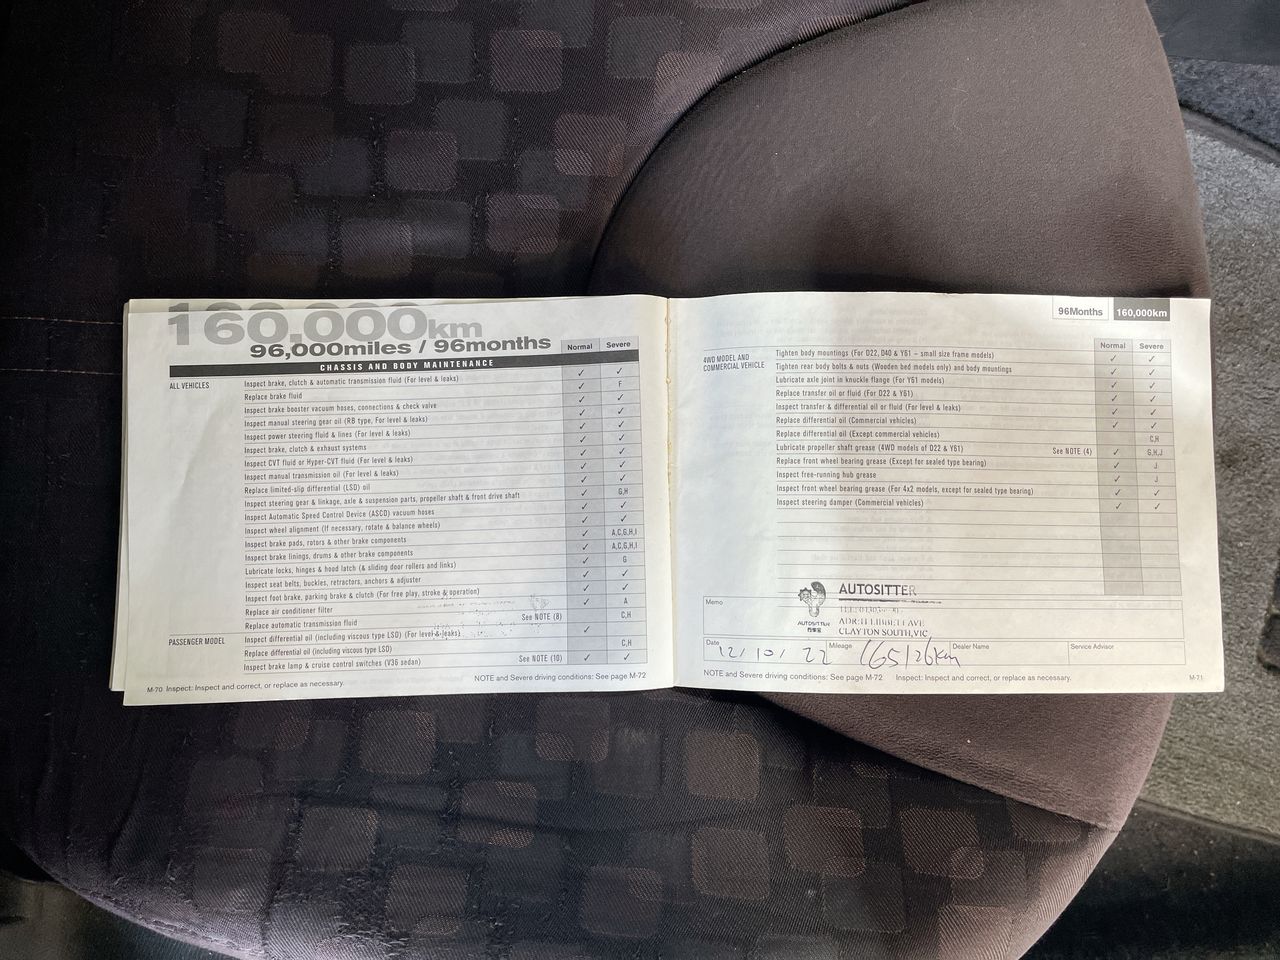 160,000km
96,000miles / 96months
Normal Severe
CHASSIS AND BODY MAINTENANCE
ALL VEHICLES
Inspect brake, clutch & automatic transmission fluid (For level & leaks) ✓ ✓
Replace brake fluid ✓ F
Inspect brake booster vacuum hoses, connections & check valve ✓ ✓
Inspect manual steering gear oil (RB type, For level & leaks) ✓ ✓
Inspect power steering fluid & lines (For level & leaks) ✓ ✓
Inspect brake, clutch & exhaust systems ✓ ✓
Inspect CVT fluid or Hyper-CVT fluid (For level & leaks) ✓ ✓
Inspect manual transmission oil (For level & leaks) ✓ ✓
Replace limited-slip differential (LSD) oil ✓ ✓
Inspect steering gear & linkage, axle & suspension parts, propeller shaft & front drive shaft ✓ G,H
Inspect Automatic Speed Control Device (ASCD) vacuum hoses ✓ ✓
Inspect wheel alignment (If necessary, rotate & balance wheels) ✓ ✓
Inspect brake pads, rotors & other brake components ✓ A,C,G,H,I
Inspect brake linings, drums & other brake components ✓ A,C,G,H,I
Lubricate locks, hinges & hood latch (& sliding door rollers and links) ✓ G
Inspect seat belts, buckles, retractors, anchors & adjuster ✓ ✓
Inspect foot brake, parking brake & clutch (For free play, stroke & operation) ✓ ✓
Replace air conditioner filter ✓ A
Replace automatic transmission fluid See NOTE (8) C,H
PASSENGER MODEL
Inspect differential oil (including viscous type LSD) (For level & leaks) ✓
Replace differential oil (including viscous type LSD) C,H
Inspect brake lamp & cruise control switches (V36 sedan) See NOTE (10) ✓ ✓
M-70 Inspect: Inspect and correct, or replace as necessary.
NOTE and Severe driving conditions: See page M-72
96Months 160,000km
Normal Severe
4WD MODEL AND
COMMERCIAL VEHICLE
Tighten body mountings (For D22, D40 & Y61 – small size frame models) ✓ ✓
Tighten rear body bolts & nuts (Wooden bed models only) and body mountings ✓ ✓
Lubricate axle joint in knuckle flange (For Y61 models) ✓ ✓
Replace transfer oil or fluid (For D22 & Y61) ✓ ✓
Inspect transfer & differential oil or fluid (For level & leaks) ✓ ✓
Replace differential oil (Commercial vehicles) ✓ ✓
Replace differential oil (Except commercial vehicles) C,H
Lubricate propeller shaft grease (4WD models of D22 & Y61) See NOTE (4) ✓ G,H,J
Replace front wheel bearing grease (Except for sealed type bearing) ✓ J
Inspect free-running hub grease ✓ J
Inspect front wheel bearing grease (For 4x2 models, except for sealed type bearing) ✓ ✓
Inspect steering damper (Commercial vehicles) ✓ ✓
AUTOSITTER
AUTOSITTER
CLAYTON SOUTH, VIC
Memo
Date 12/10/22 Mileage 165126km Dealer Name Service Advisor
NOTE and Severe driving conditions: See page M-72 Inspect: Inspect and correct, or replace as necessary.
M-71